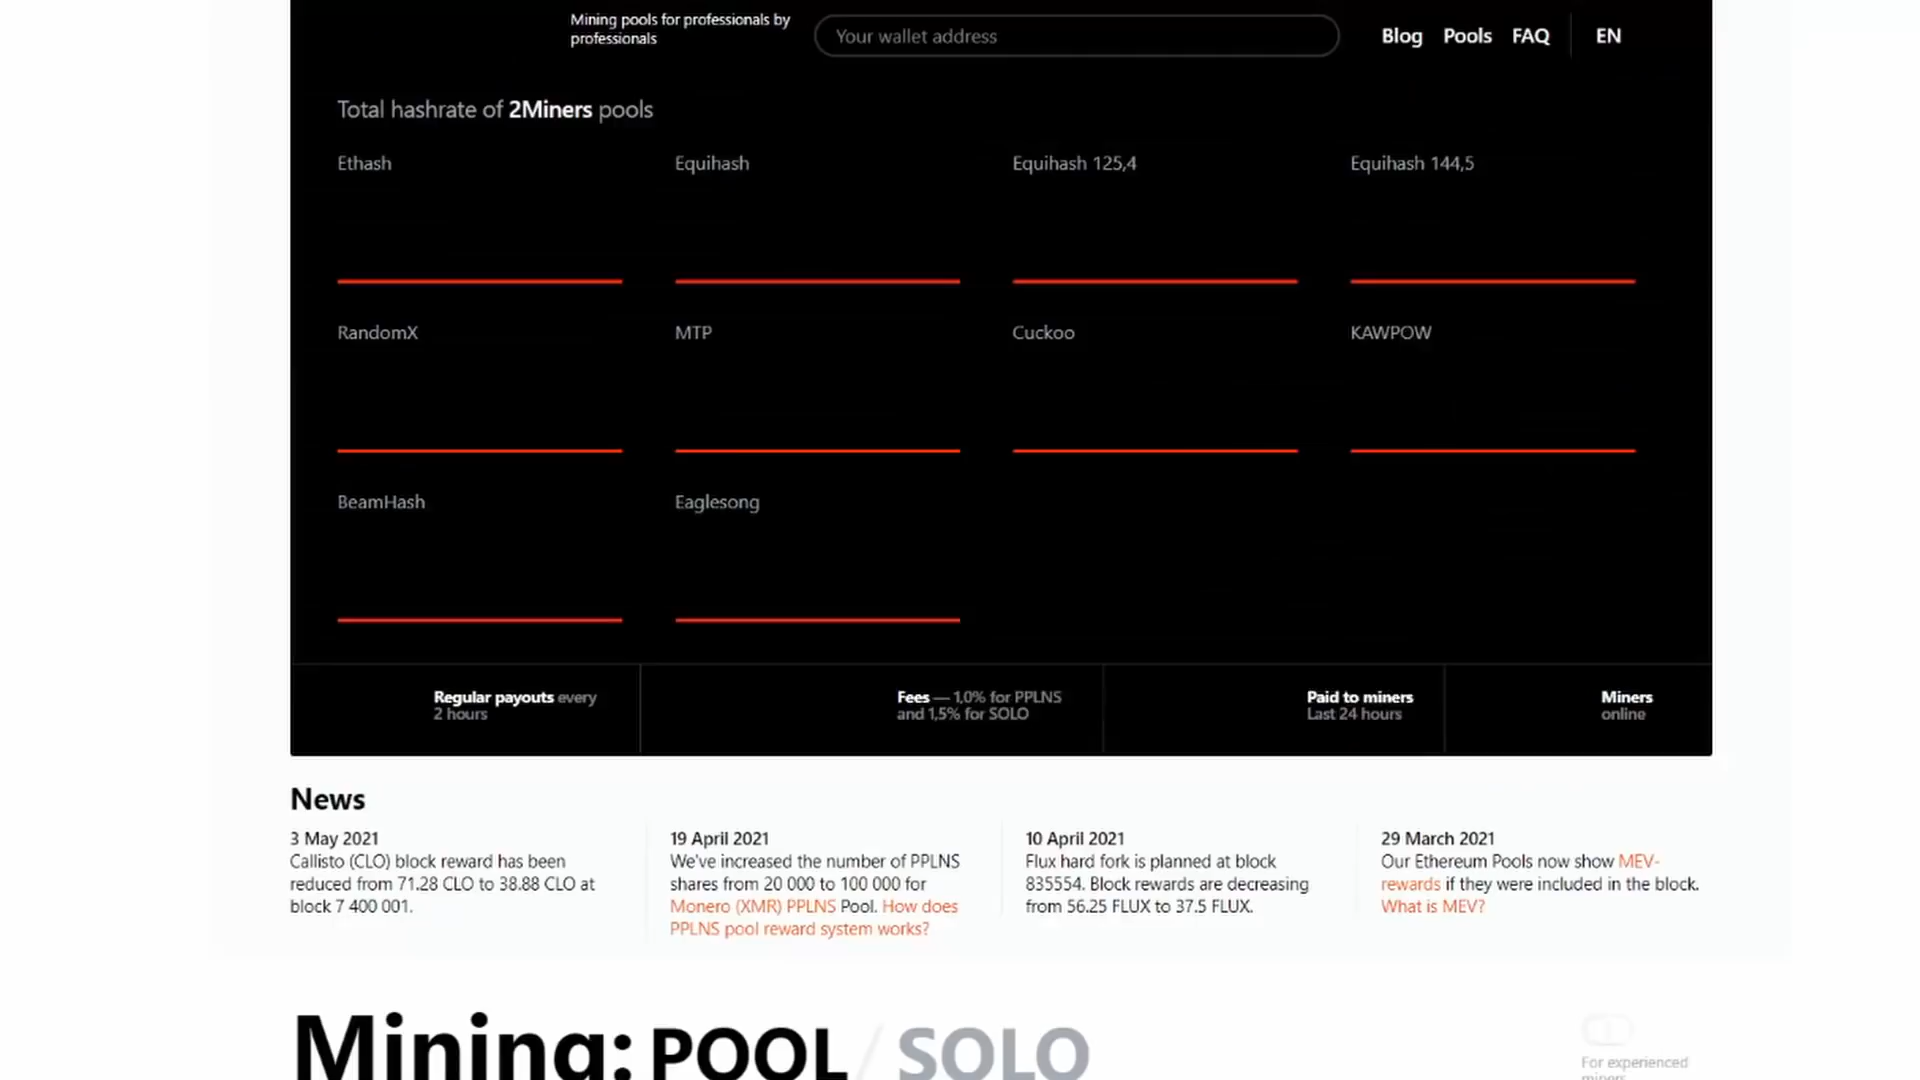 Mining pools for professionals by
professionals
Your wallet address
Blog Pools FAQ EN
Total hashrate of 2Miners pools
Ethash Equihash Equihash 125,4 Equihash 144,5
RandomX MTP Cuckoo KAWPOW
BeamHash Eaglesong
Regular payouts every
2 hours
Fees — 1,0% for PPLNS
and 1,5% for SOLO
Paid to miners
Last 24 hours
Miners
online
News
3 May 2021
Callisto (CLO) block reward has been
reduced from 71.28 CLO to 38.88 CLO at
block 7 400 001.
19 April 2021
We've increased the number of PPLNS
shares from 20 000 to 100 000 for
Monero (XMR) PPLNS Pool. How does
PPLNS pool reward system works?
10 April 2021
Flux hard fork is planned at block
835554. Block rewards are decreasing
from 56.25 FLUX to 37.5 FLUX.
29 March 2021
Our Ethereum Pools now show MEV-
rewards if they were included in the block.
What is MEV?
Mining: POOL / SOLO
For experienced
miners